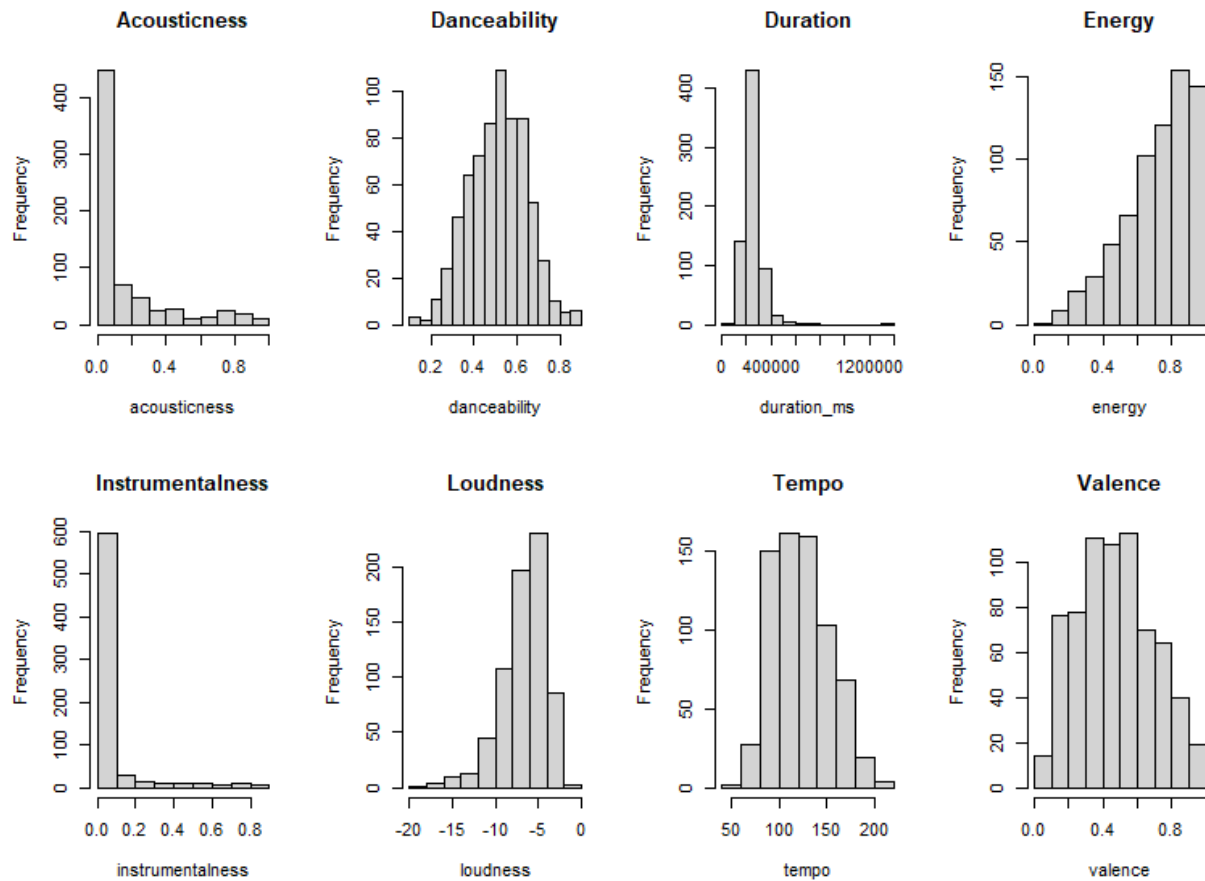 Acousticness
Frequency
0 100 200 300 400
0.0 0.4 0.8
acousticness
Danceability
Frequency
0 20 40 60 80 100
0.2 0.4 0.6 0.8
danceability
Duration
Frequency
0 100 200 300 400
0 400000 1200000
duration_ms
Energy
Frequency
0 50 100 150
0.0 0.4 0.8
energy
Instrumentalness
Frequency
0 100 200 300 400 500 600
0.0 0.2 0.4 0.6 0.8
instrumentalness
Loudness
Frequency
0 50 100 150 200
-20 -15 -10 -5 0
loudness
Tempo
Frequency
0 50 100 150
50 100 150 200
tempo
Valence
Frequency
0 20 40 60 80 100
0.0 0.4 0.8
valence